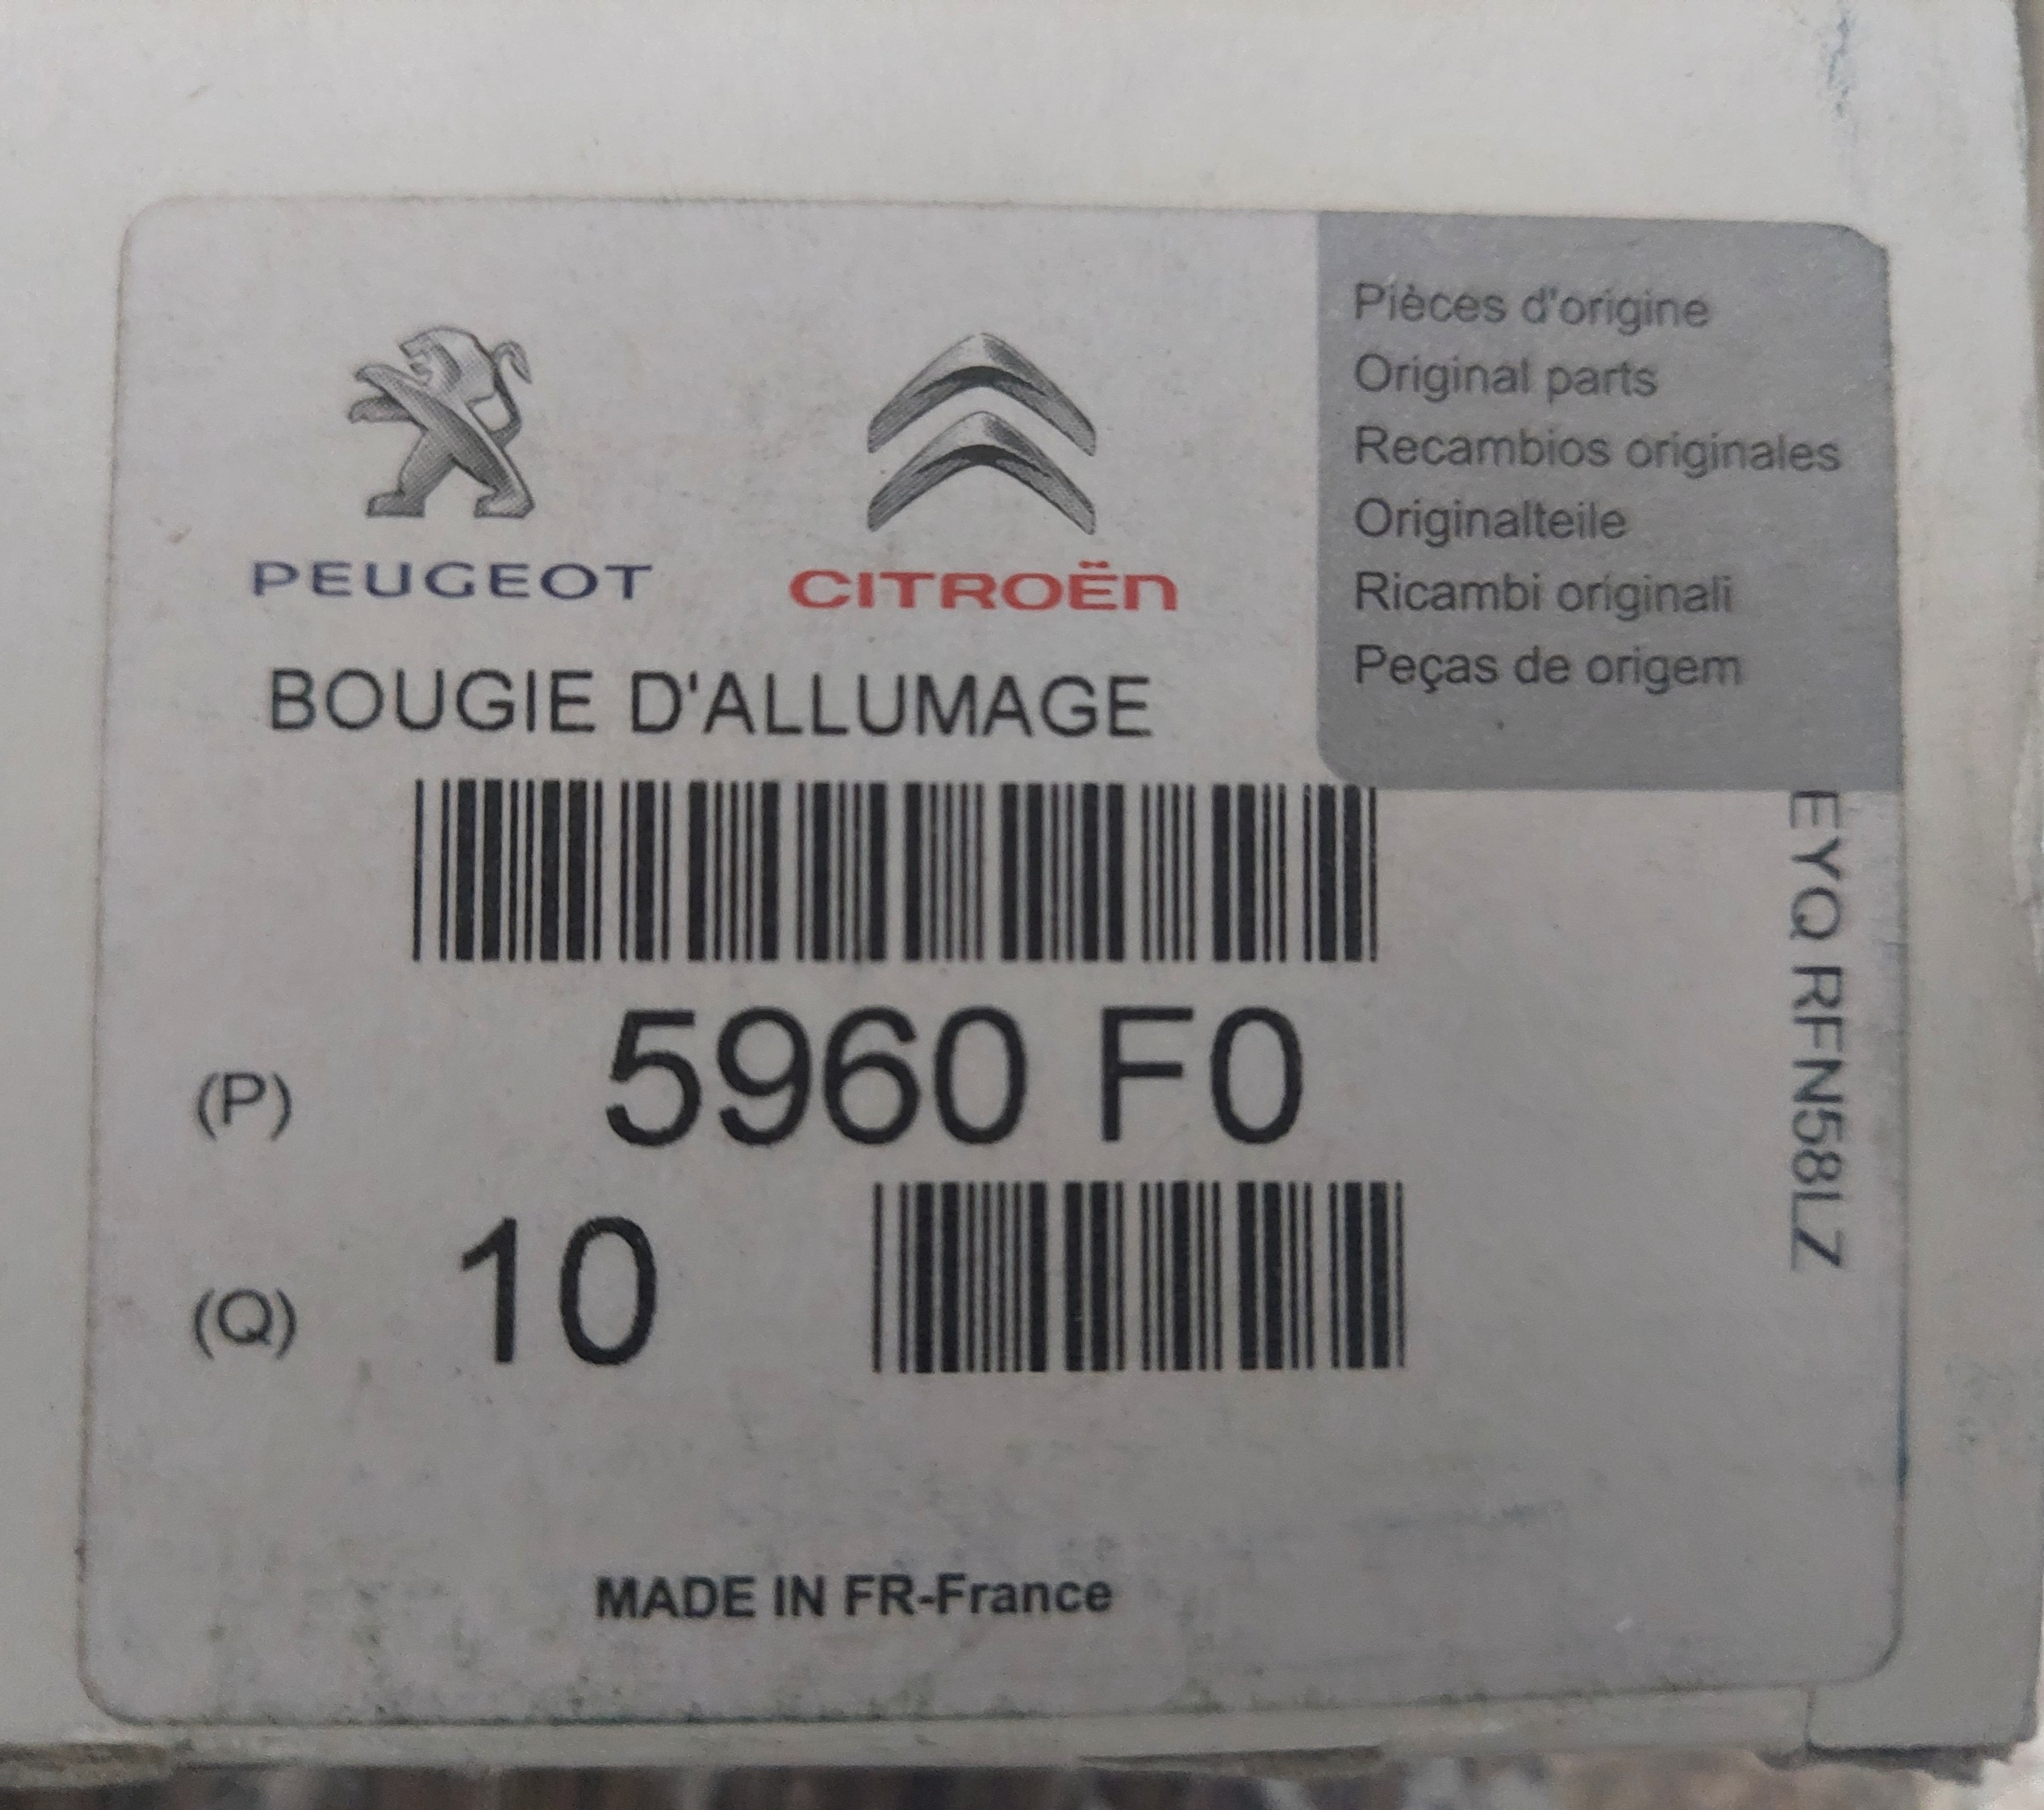 PEUGEOT
CITROËN
Pièces d'origine
Original parts
Recambios originales
Originalteile
Ricambi originali
Peças de origem
BOUGIE D'ALLUMAGE
(P) 5960 F0
(Q) 10
EYQ RFN58LZ
MADE IN FR-France